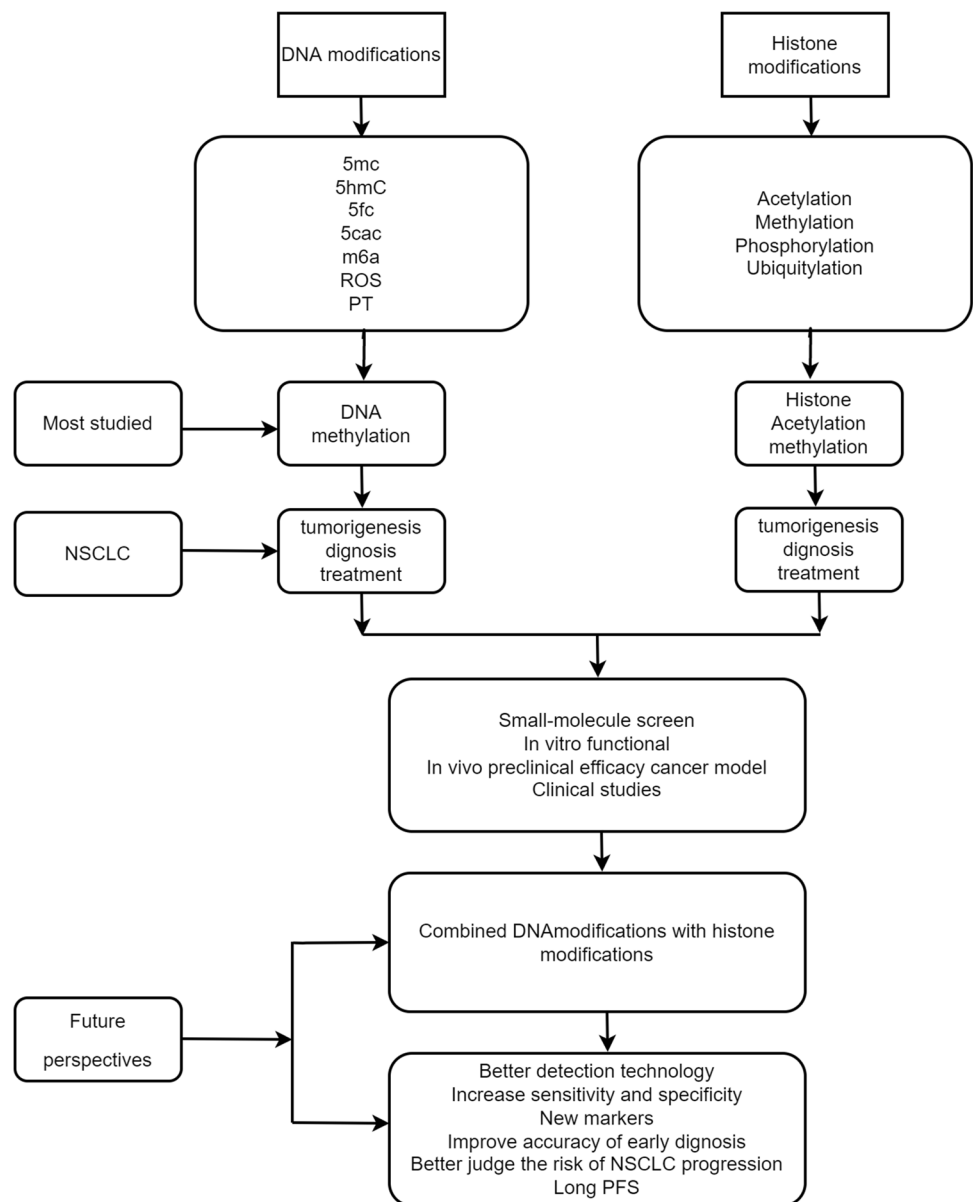 DNA modifications
Histone
modifications
5mc
5hmC
5fc
5cac
m6a
ROS
PT
Acetylation
Methylation
Phosphorylation
Ubiquitylation
Most studied
DNA
methylation
Histone
Acetylation
methylation
NSCLC
tumorigenesis
dignosis
treatment
tumorigenesis
dignosis
treatment
Small-molecule screen
In vitro functional
In vivo preclinical efficacy cancer model
Clinical studies
Combined DNAmodifications with histone
modifications
Future
perspectives
Better detection technology
Increase sensitivity and specificity
New markers
Improve accuracy of early dignosis
Better judge the risk of NSCLC progression
Long PFS